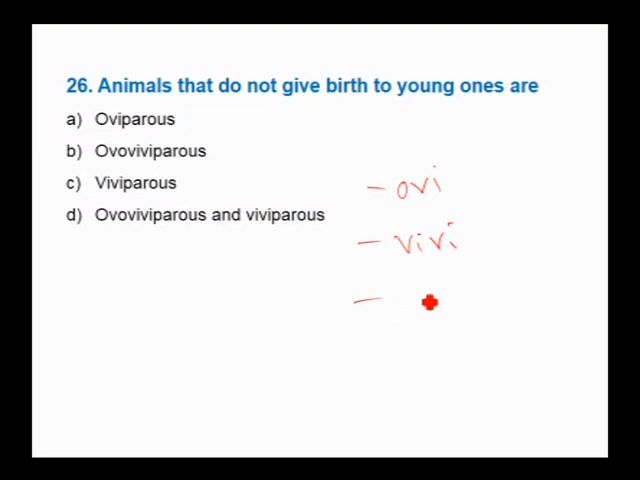 26. Animals that do not give birth to young ones are
a) Oviparous
b) Ovoviviparous
c) Viviparous
d) Ovoviviparous and viviparous
- ovi
- vivi
-